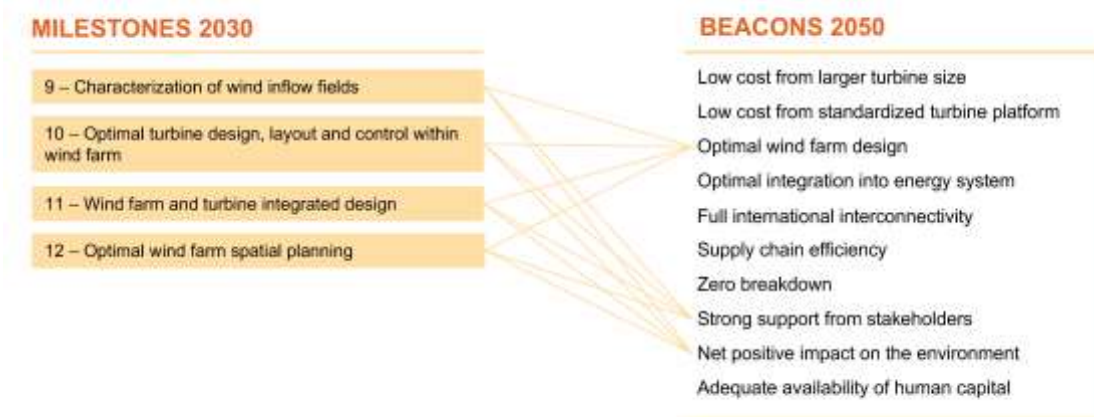 MILESTONES 2030
9 – Characterization of wind inflow fields
10 – Optimal turbine design, layout and control within
wind farm
11 – Wind farm and turbine integrated design
12 – Optimal wind farm spatial planning
BEACONS 2050
Low cost from larger turbine size
Low cost from standardized turbine platform
Optimal wind farm design
Optimal integration into energy system
Full international interconnectivity
Supply chain efficiency
Zero breakdown
Strong support from stakeholders
Net positive impact on the environment
Adequate availability of human capital